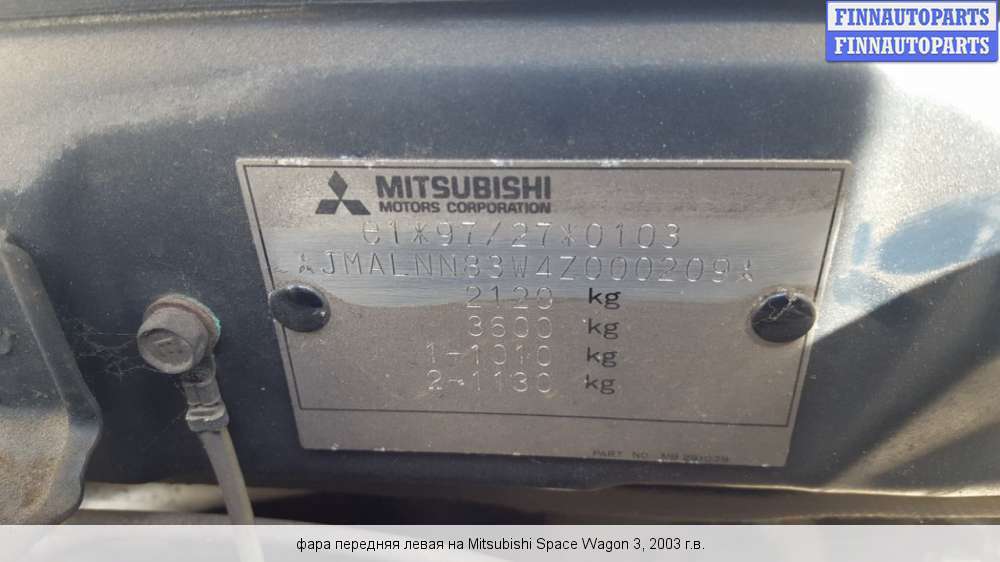 FINNAUTOPARTS
FINNAUTOPARTS
MITSUBISHI
MOTORS CORPORATION
e1*97/27*0103
*JMALNN83W4Z000209*
2120 kg
3600 kg
1-1010 kg
2-1130 kg
PART NO.
фара передняя левая на Mitsubishi Space Wagon 3, 2003 г.в.